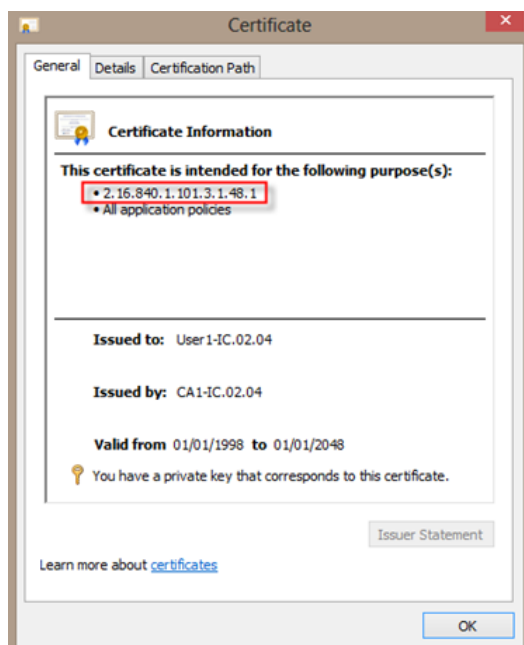 Certificate
General Details Certification Path
Certificate Information
This certificate is intended for the following purpose(s):
• 2.16.840.1.101.3.1.48.1
• All application policies
Issued to: User1-IC.02.04
Issued by: CA1-IC.02.04
Valid from 01/01/1998 to 01/01/2048
You have a private key that corresponds to this certificate.
Issuer Statement
Learn more about certificates
OK